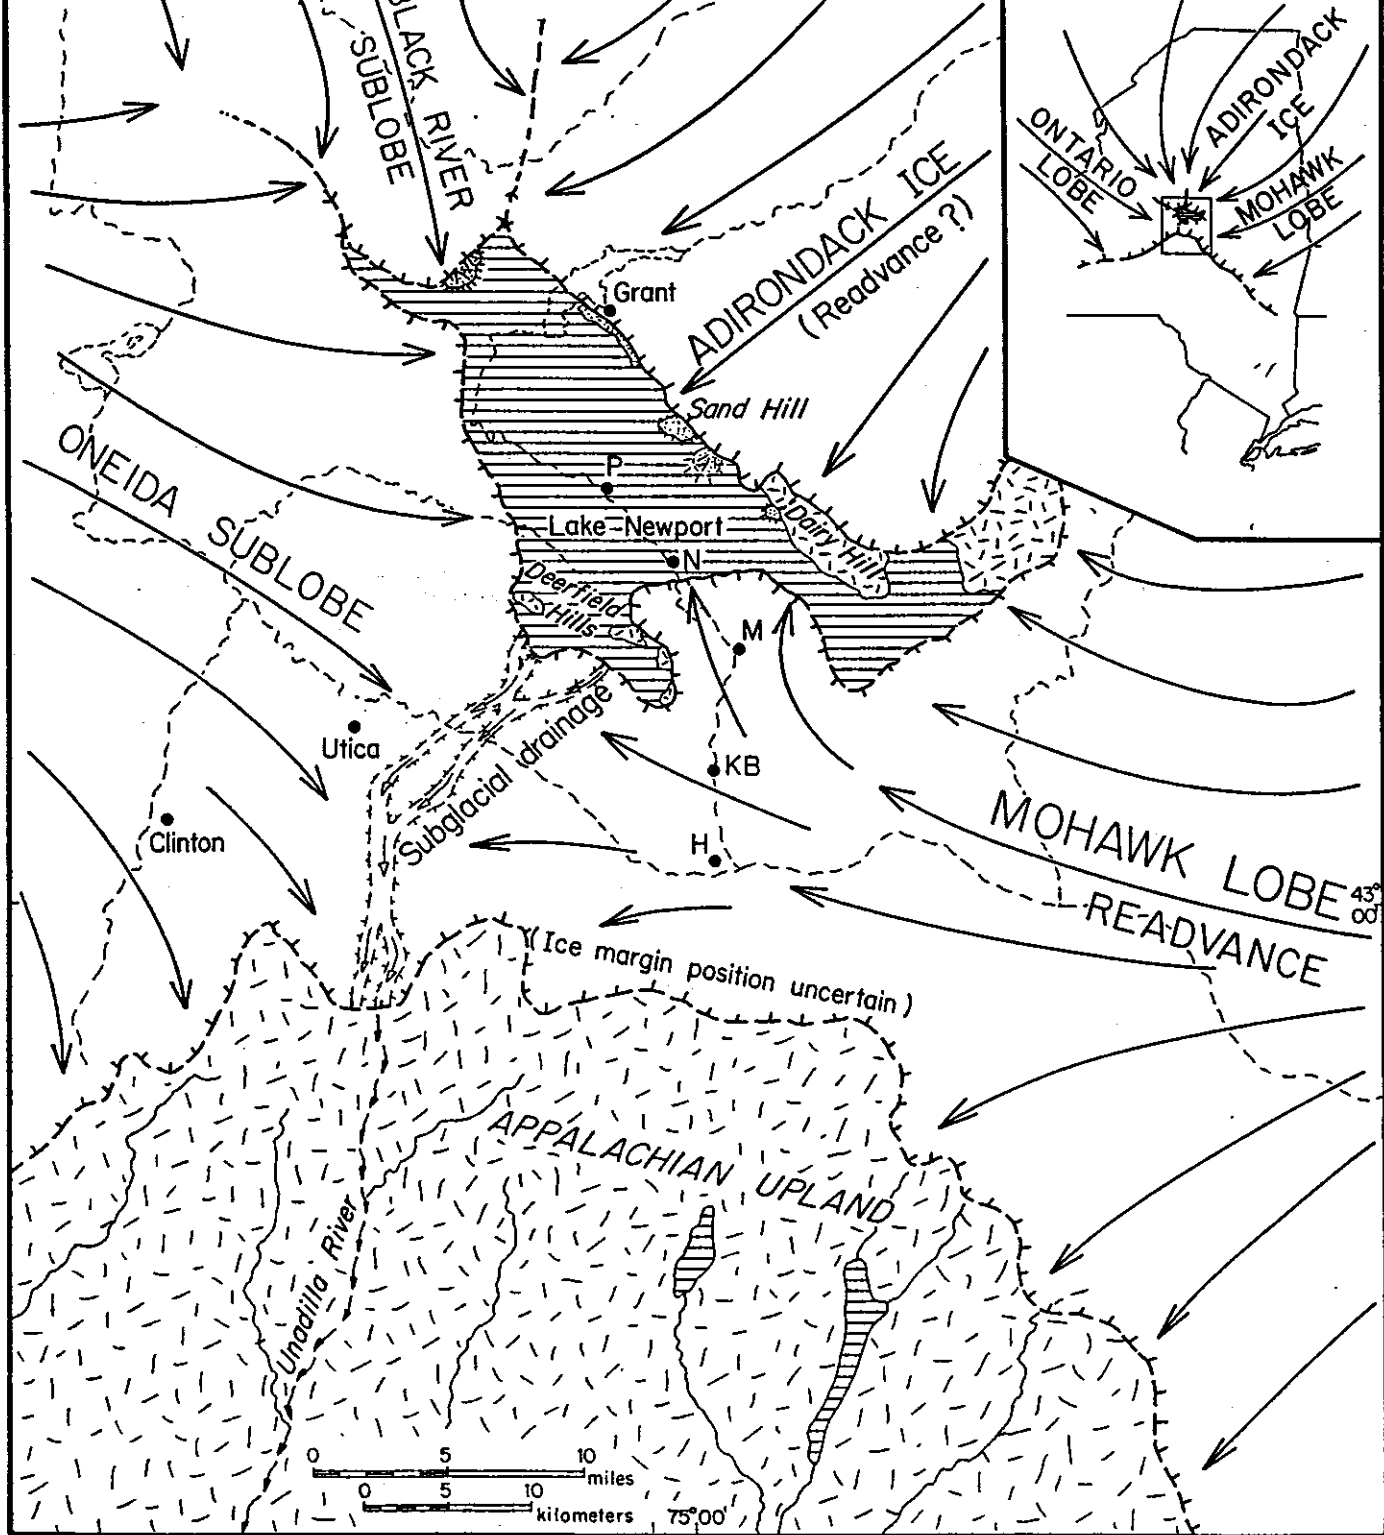 BLACK RIVER
SUBLOBE
ADIRONDACK
ICE
ONTARIO
LOBE
MOHAWK
LOBE
ADIRONDACK ICE
(Readvance?)
Grant
Sand Hill
ONEIDA SUBLOBE
P
Lake Newport
Dairy Hill
N
Deerfield
Hills
M
Utica
Subglacial drainage
KB
Clinton
H
MOHAWK LOBE
READVANCE
43°
00'
(Ice margin position uncertain)
APPALACHIAN UPLAND
Unadilla River
0 5 10
miles
0 5 10
kilometers
75°00'